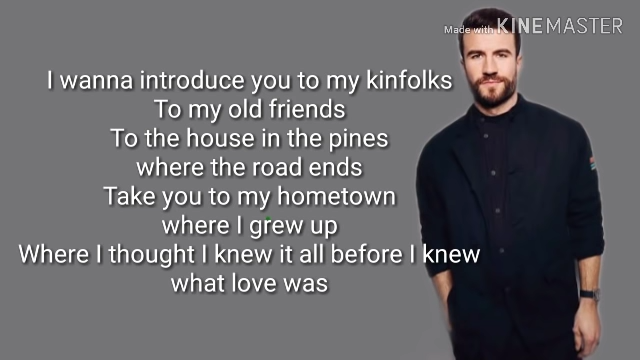 Made with KINEMASTER
I wanna introduce you to my kinfolks
To my old friends
To the house in the pines
where the road ends
Take you to my hometown
where I grew up
Where I thought I knew it all before I knew
what love was